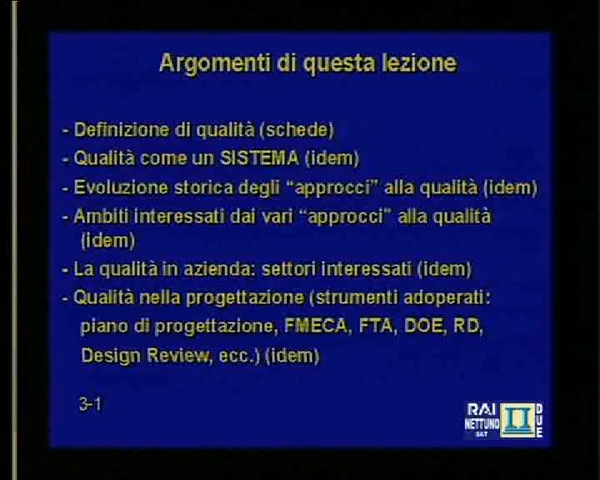 Argomenti di questa lezione
- Definizione di qualità (schede)
- Qualità come un SISTEMA (idem)
- Evoluzione storica degli “approcci” alla qualità (idem)
- Ambiti interessati dai vari “approcci” alla qualità
(idem)
- La qualità in azienda: settori interessati (idem)
- Qualità nella progettazione (strumenti adoperati:
piano di progettazione, FMECA, FTA, DOE, RD,
Design Review, ecc.) (idem)
3-1
RAI
NETTUNO
SAT
DUE